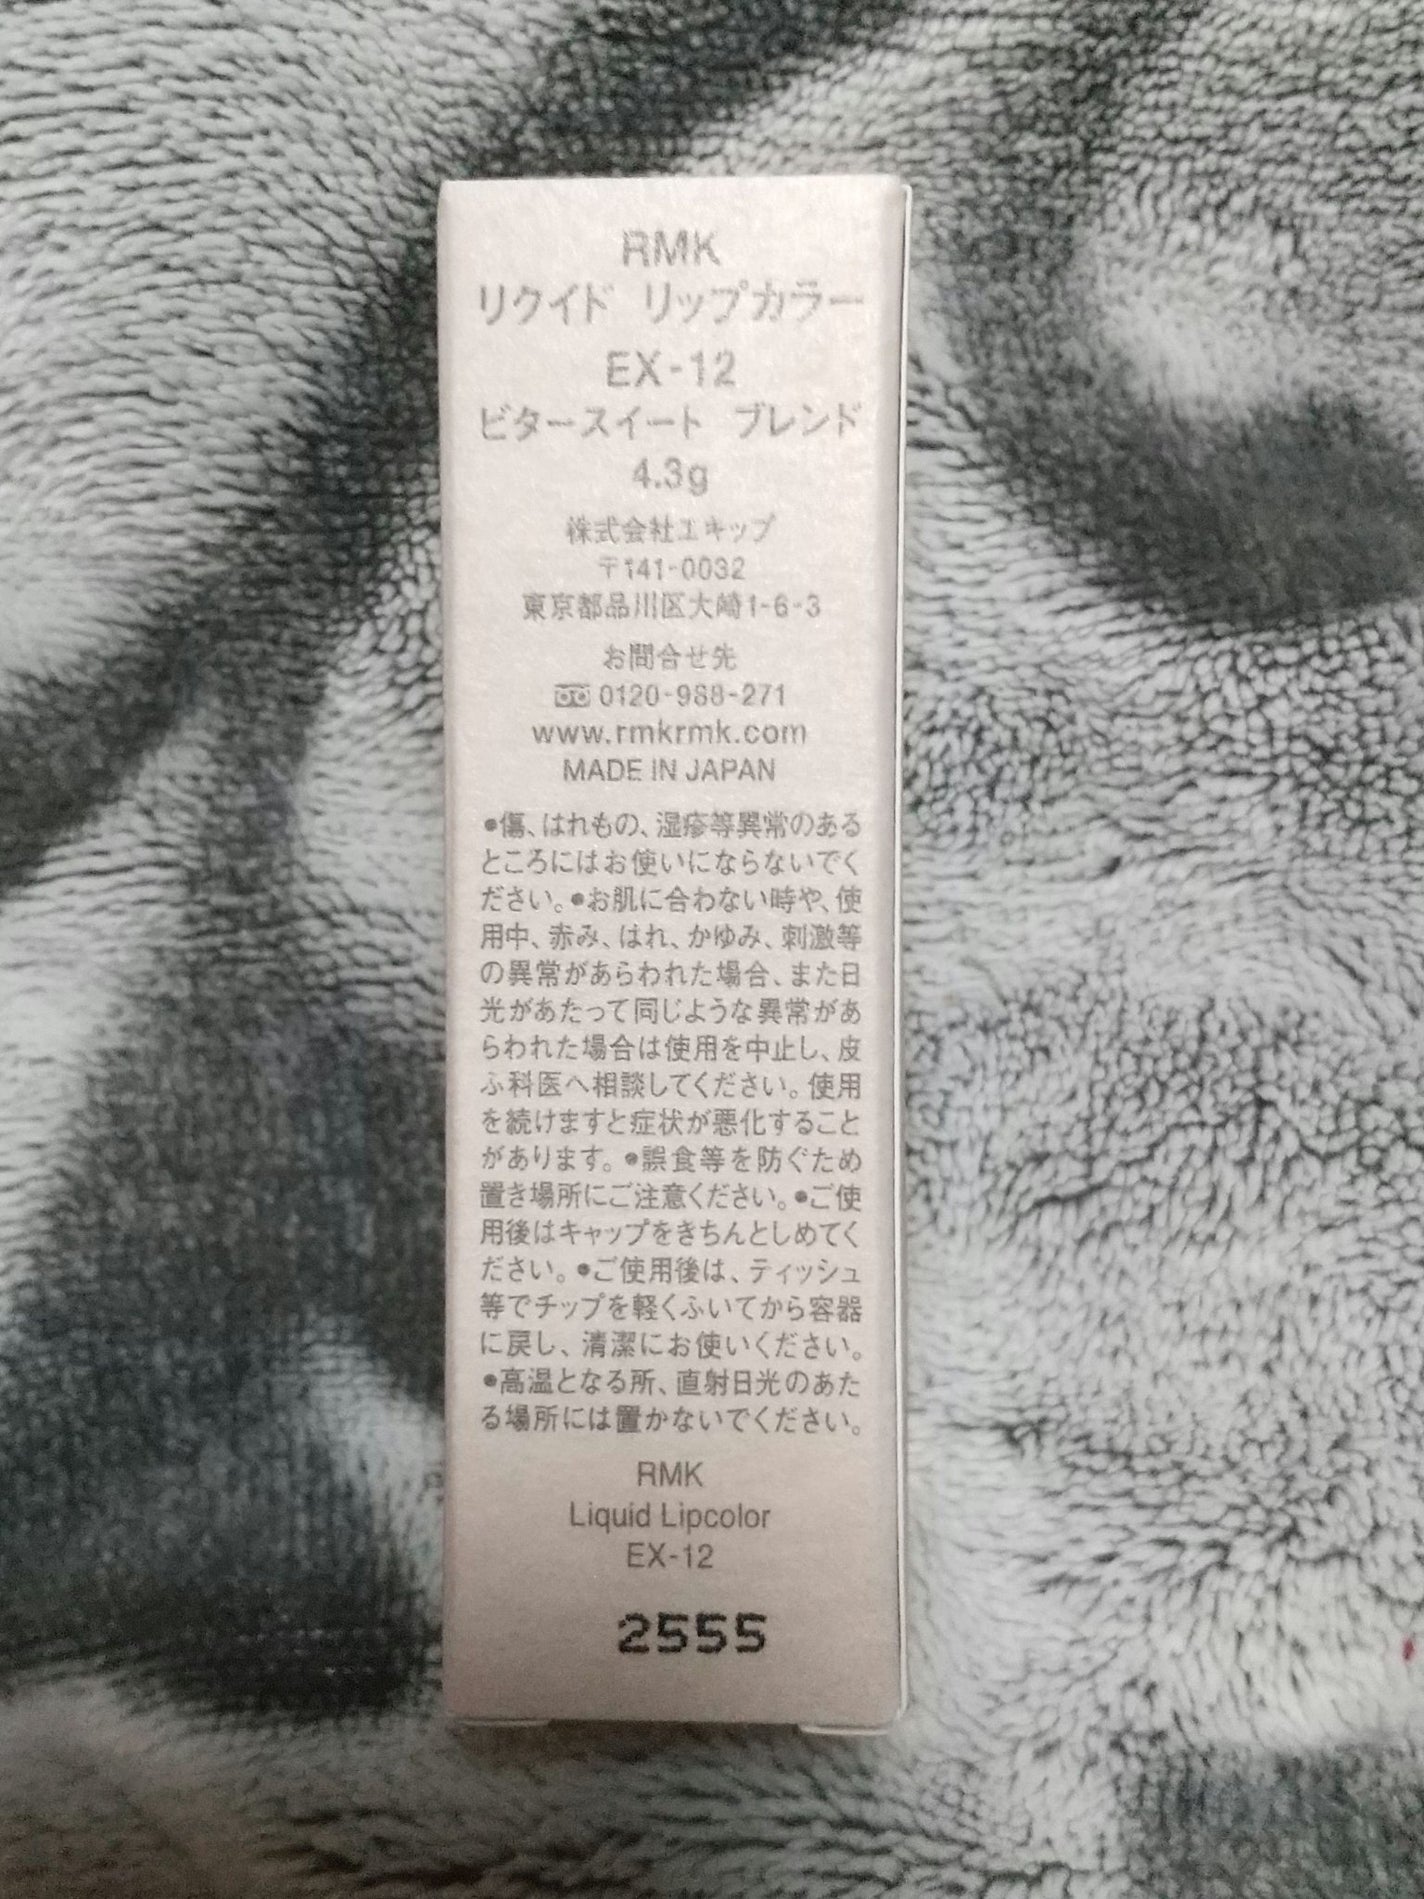 RMK
リクイド リップカラー
EX-12
ビタースイート ブレンド
4.3g
株式会社エキップ
〒141-0032
東京都品川区大崎1-6-3
お問合せ先
0120-988-271
www.rmkrmk.com
MADE IN JAPAN
●傷、はれもの、湿疹等異常のある
ところにはお使いにならないでく
ださい。●お肌に合わない時や、使
用中、赤み、はれ、かゆみ、刺激等
の異常があらわれた場合、また日
光があたって同じような異常があ
らわれた場合は使用を中止し、皮
ふ科医へ相談してください。使用
を続けますと症状が悪化すること
があります。●誤食等を防ぐため
置き場所にご注意ください。●ご使
用後はキャップをきちんとしめてく
ださい。●ご使用後は、ティッシュ
等でチップを軽くふいてから容器
に戻し、清潔にお使いください。
●高温となる所、直射日光のあた
る場所には置かないでください。
RMK
Liquid Lipcolor
EX-12
2555